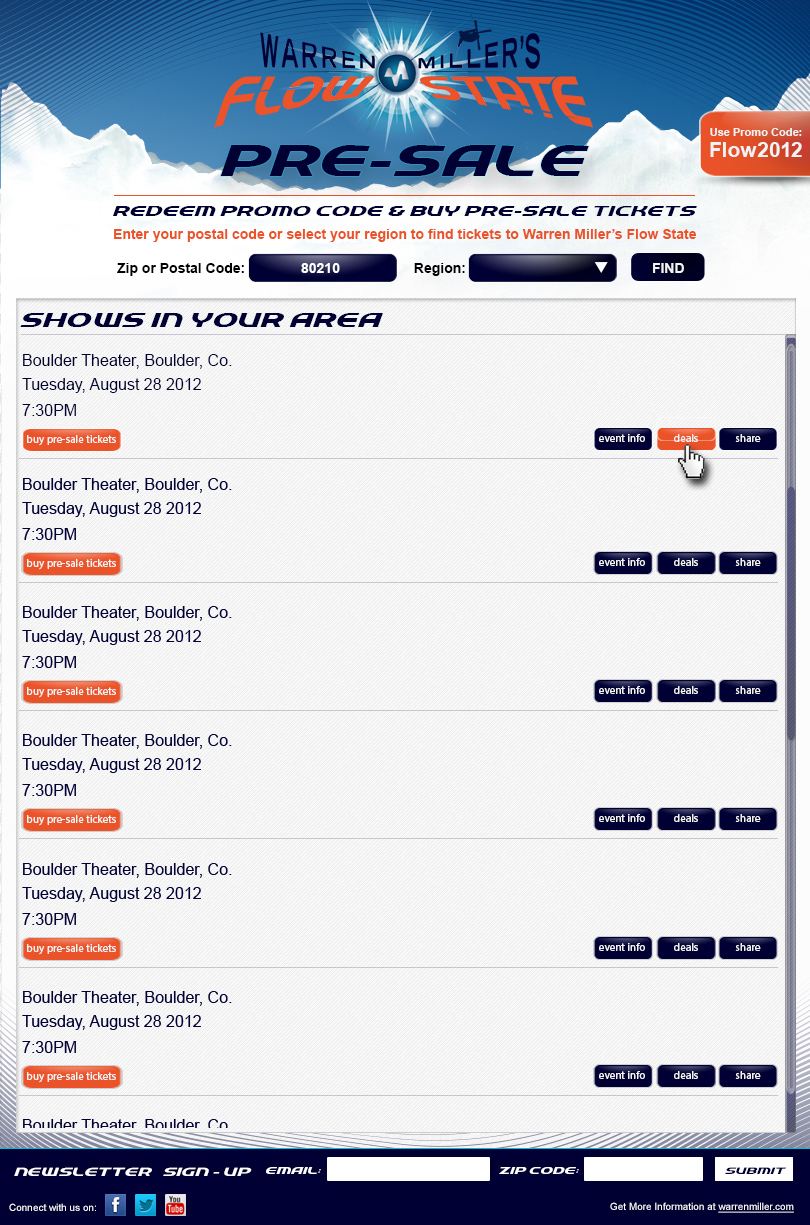 WARREN MILLER'S
FLOW STATE
PRE-SALE
Use Promo Code:
Flow2012
REDEEM PROMO CODE & BUY PRE-SALE TICKETS
Enter your postal code or select your region to find tickets to Warren Miller's Flow State
Zip or Postal Code: 80210 Region: FIND
SHOWS IN YOUR AREA
Boulder Theater, Boulder, Co.
Tuesday, August 28 2012
7:30PM
buy pre-sale tickets event info deals share
Boulder Theater, Boulder, Co.
Tuesday, August 28 2012
7:30PM
buy pre-sale tickets event info deals share
Boulder Theater, Boulder, Co.
Tuesday, August 28 2012
7:30PM
buy pre-sale tickets event info deals share
Boulder Theater, Boulder, Co.
Tuesday, August 28 2012
7:30PM
buy pre-sale tickets event info deals share
Boulder Theater, Boulder, Co.
Tuesday, August 28 2012
7:30PM
buy pre-sale tickets event info deals share
Boulder Theater, Boulder, Co.
Tuesday, August 28 2012
7:30PM
buy pre-sale tickets event info deals share
Boulder Theater, Boulder, Co.
NEWSLETTER SIGN-UP EMAIL: ZIP CODE: SUBMIT
Connect with us on: f You Tube Get More Information at warrenmiller.com